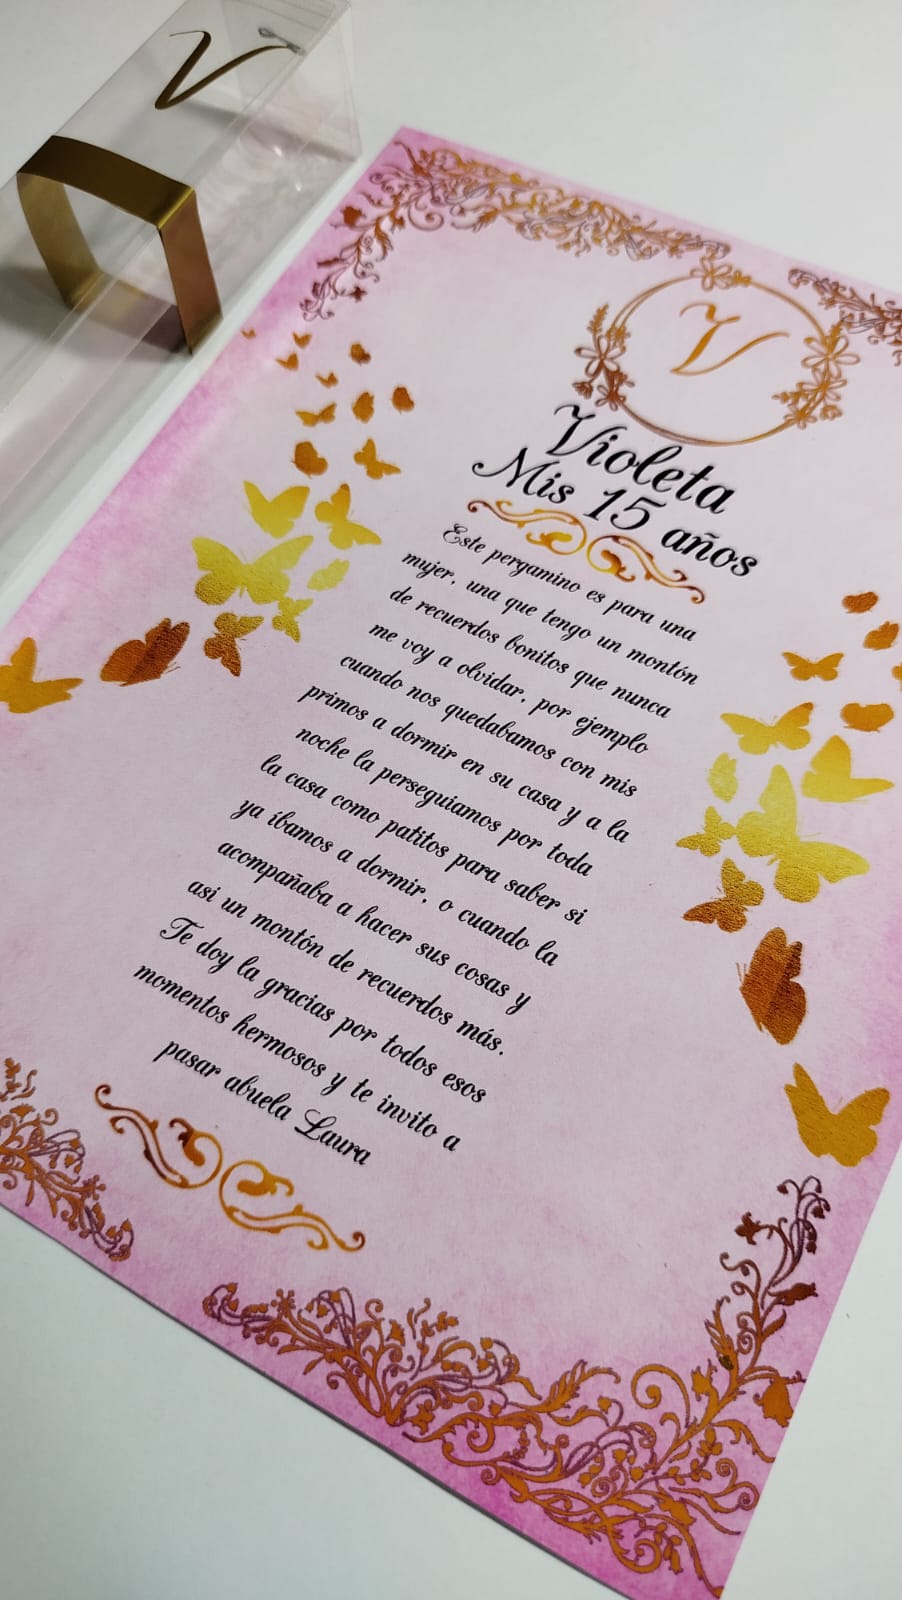 V
V
Violeta
Mis 15 años
Este pergamino es para una
mujer, una que tengo un montón
de recuerdos bonitos que nunca
me voy a olvidar, por ejemplo
cuando nos quedabamos con mis
primos a dormir en su casa y a la
noche la perseguiamos por toda
la casa como patitos para saber si
ya íbamos a dormir, o cuando la
acompañaba a hacer sus cosas y
asi un montón de recuerdos más.
Te doy la gracias por todos esos
momentos hermosos y te invito a
pasar abuela Laura